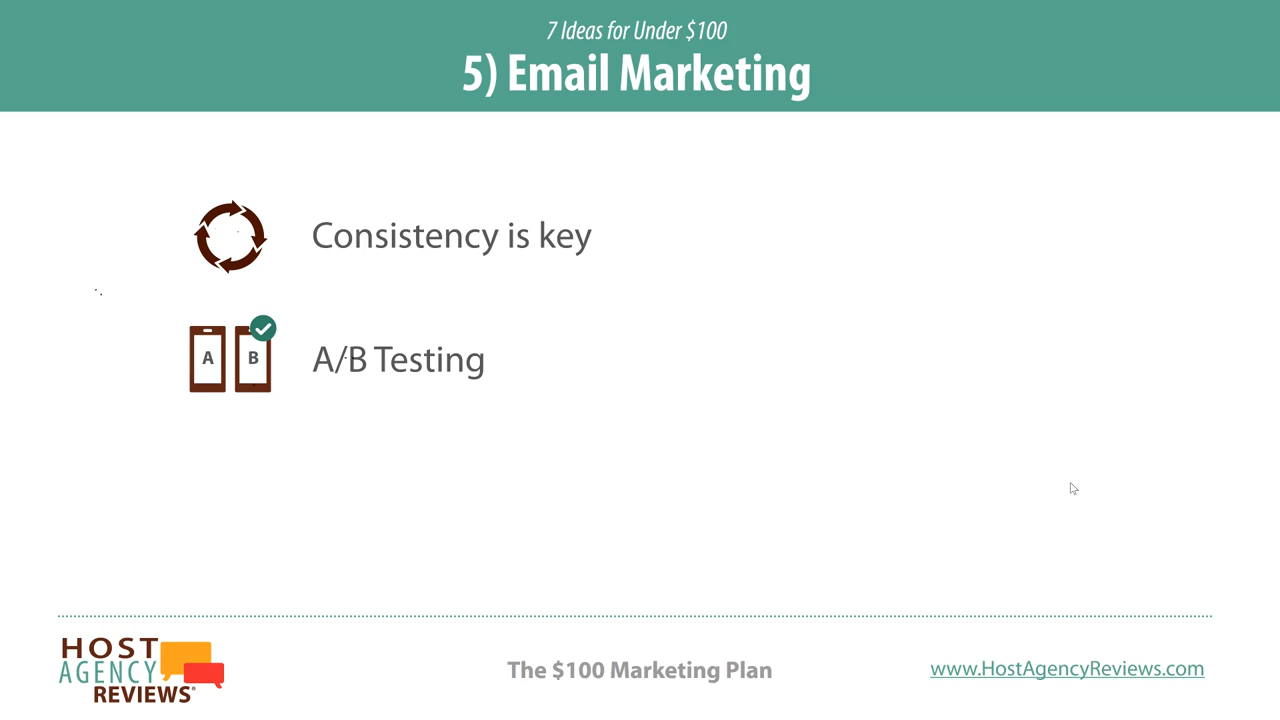 7 Ideas for Under $100
5) Email Marketing
Consistency is key
A B
A/B Testing
HOST
AGENCY
REVIEWS®
The $100 Marketing Plan
www.HostAgencyReviews.com